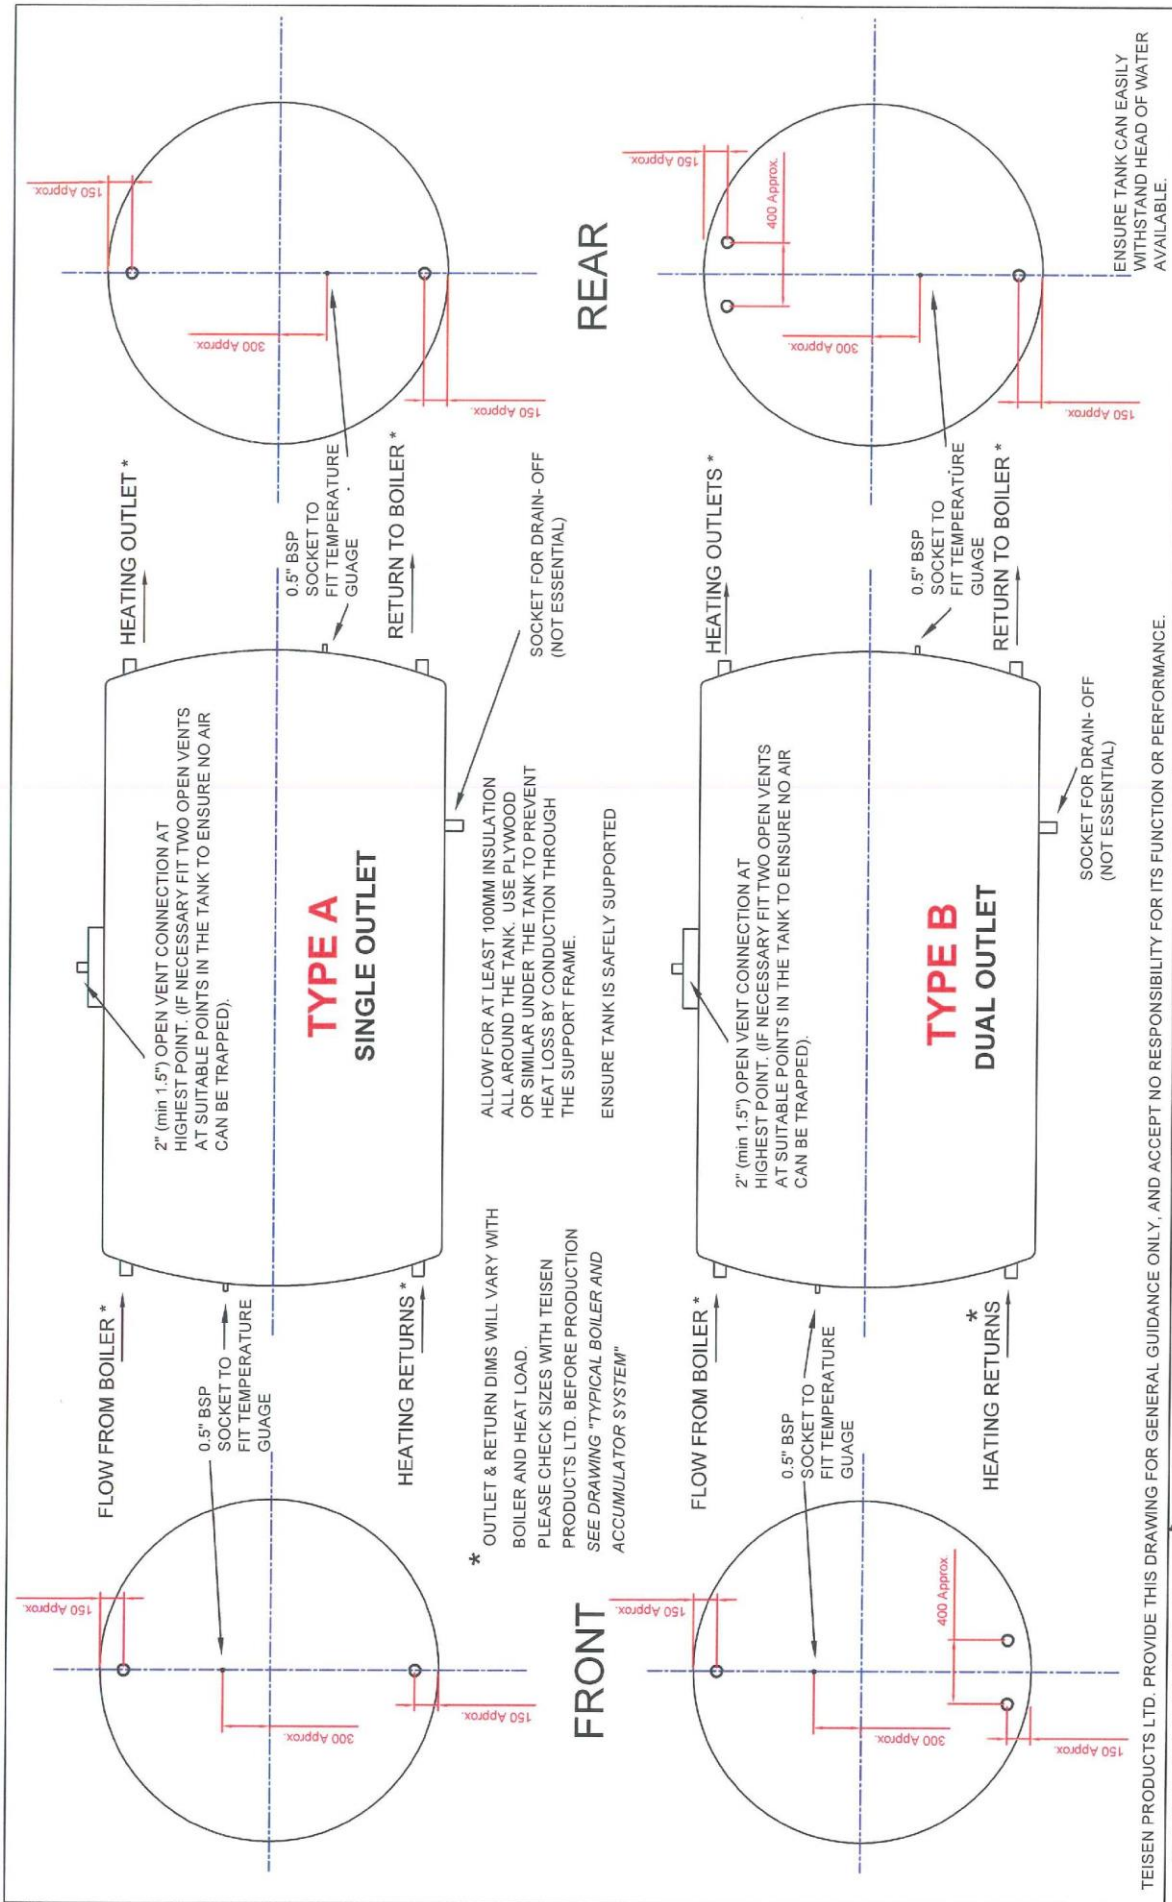 FLOW FROM BOILER *
0.5" BSP
SOCKET TO
FIT TEMPERATURE
GUAGE
HEATING RETURNS *
150 Approx.
300 Approx.
150 Approx.
2" (min 1.5") OPEN VENT CONNECTION AT
HIGHEST POINT. (IF NECESSARY FIT TWO OPEN VENTS
AT SUITABLE POINTS IN THE TANK TO ENSURE NO AIR
CAN BE TRAPPED).
TYPE A
SINGLE OUTLET
HEATING OUTLET *
0.5" BSP
SOCKET TO
FIT TEMPERATURE
GUAGE
RETURN TO BOILER *
SOCKET FOR DRAIN- OFF
(NOT ESSENTIAL)
150 Approx.
300 Approx.
150 Approx.
FRONT
* OUTLET & RETURN DIMS WILL VARY WITH
BOILER AND HEAT LOAD.
PLEASE CHECK SIZES WITH TEISEN
PRODUCTS LTD. BEFORE PRODUCTION
SEE DRAWING "TYPICAL BOILER AND
ACCUMULATOR SYSTEM"
ALLOW FOR AT LEAST 100MM INSULATION
ALL AROUND THE TANK. USE PLYWOOD
OR SIMILAR UNDER THE TANK TO PREVENT
HEAT LOSS BY CONDUCTION THROUGH
THE SUPPORT FRAME.
ENSURE TANK IS SAFELY SUPPORTED
REAR
150 Approx.
300 Approx.
400 Approx.
150 Approx.
FLOW FROM BOILER *
0.5" BSP
SOCKET TO
FIT TEMPERATURE
GUAGE
HEATING RETURNS *
2" (min 1.5") OPEN VENT CONNECTION AT
HIGHEST POINT. (IF NECESSARY FIT TWO OPEN VENTS
AT SUITABLE POINTS IN THE TANK TO ENSURE NO AIR
CAN BE TRAPPED).
TYPE B
DUAL OUTLET
HEATING OUTLETS *
0.5" BSP
SOCKET TO
FIT TEMPERATURE
GUAGE
RETURN TO BOILER *
SOCKET FOR DRAIN- OFF
(NOT ESSENTIAL)
150 Approx.
400 Approx.
300 Approx.
150 Approx.
ENSURE TANK CAN EASILY
WITHSTAND HEAD OF WATER
AVAILABLE.
TEISEN PRODUCTS LTD. PROVIDE THIS DRAWING FOR GENERAL GUIDANCE ONLY, AND ACCEPT NO RESPONSIBILITY FOR ITS FUNCTION OR PERFORMANCE.